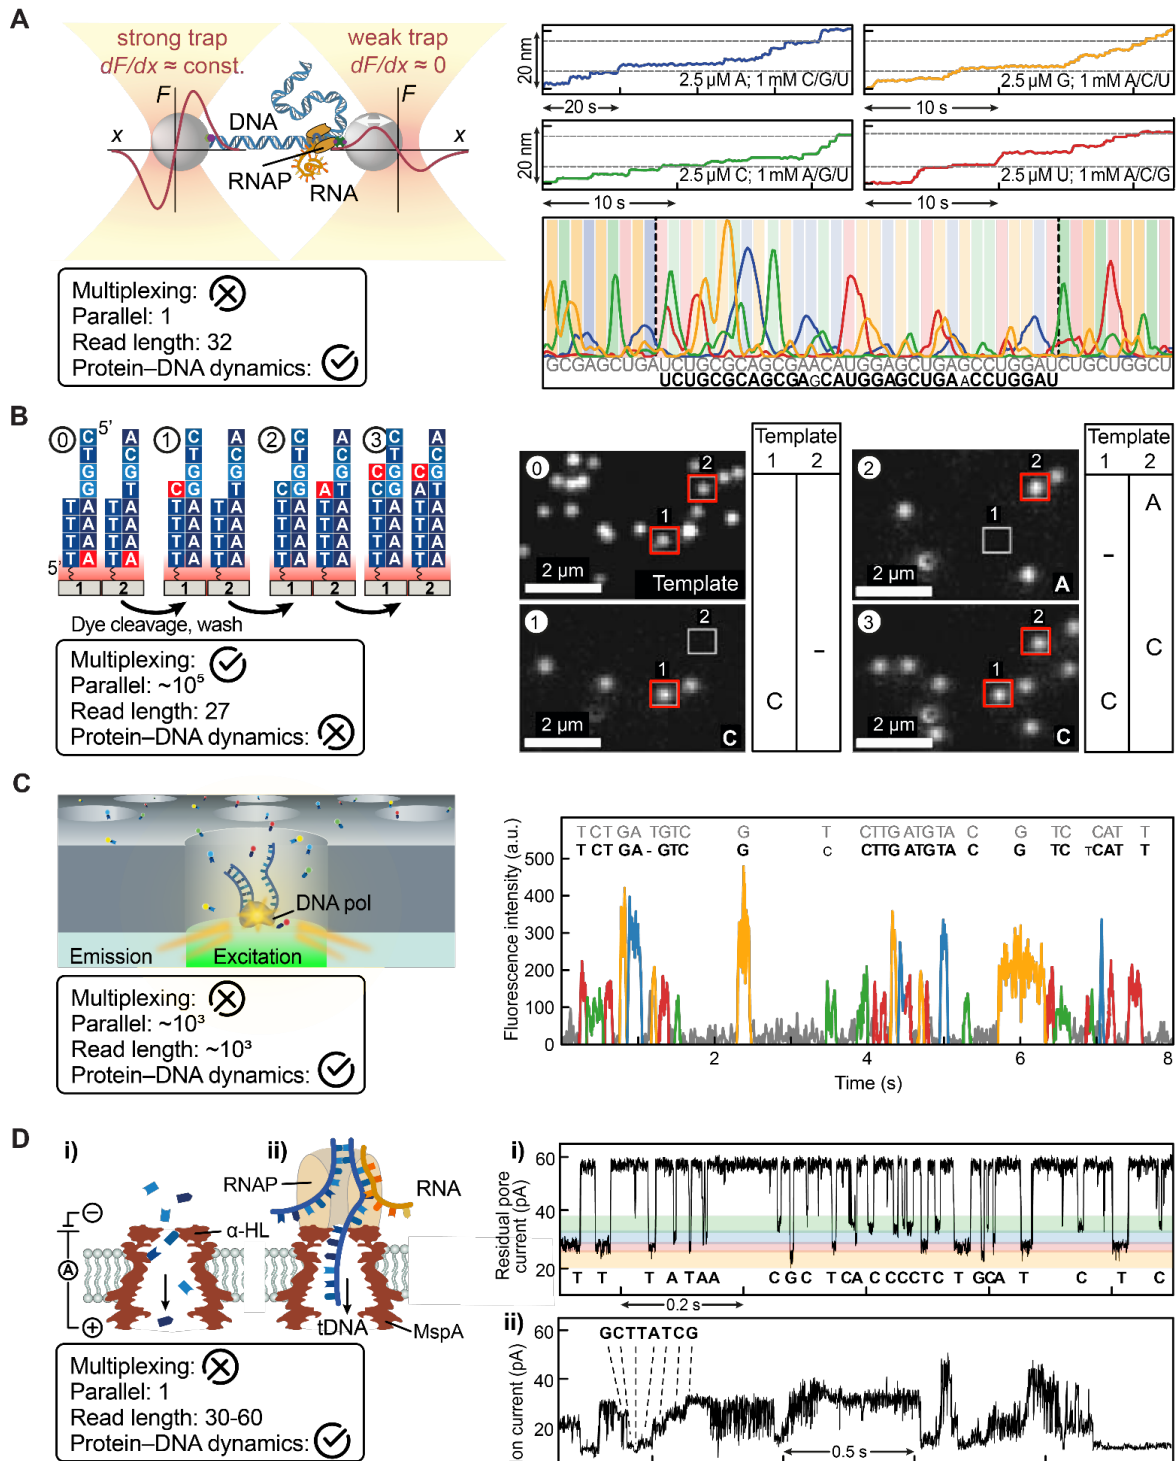 A
strong trap
dF/dx ≈ const.
weak trap
dF/dx ≈ 0
F
F
x
x
DNA
RNAP
RNA
Multiplexing:
Parallel: 1
Read length: 32
Protein–DNA dynamics:
20 nm
2.5 µM A; 1 mM C/G/U
20 s
2.5 µM G; 1 mM A/C/U
10 s
20 nm
2.5 µM C; 1 mM A/G/U
10 s
2.5 µM U; 1 mM A/C/G
10 s
GCGAGCUGAUCUGCGCAGCGAACAUGGAGCUGAGCCUGGAUCUGCUGGCU
UCUGCGCAGCGAGCAUGGAGCUGAACCUGGAU
B
0 1 2 3
5'
C A C A C A C A
T C T C T C T C
G G G G G G G G
C C
G T C G T G A T C G A T
T A T A T A T A T A T A T A T A
T A T A T A T A T A T A T A T A
T A T A T A T A T A T A T A T A
T A T A T A T A T A T A T A T A
5'
1 2 1 2 1 2 1 2
Dye cleavage, wash
Multiplexing:
Parallel: ~10⁵
Read length: 27
Protein–DNA dynamics:
0
2
1
2 µm
Template
1
2
1
2 µm
C
Template
1 2
–
C
2
2
1
2 µm
A
3
2
1
2 µm
C
Template
1 2
A
–
C
C
C
DNA pol
Emission
Excitation
Multiplexing:
Parallel: ~10³
Read length: ~10³
Protein–DNA dynamics:
Fluorescence intensity (a.u.)
T CT GA TGTC G T CTTG ATGTA C G TC CAT T
T CT GA - GTC G C CTTG ATGTA C G TC TCAT T
500
400
300
200
100
0
2 4 6 8
Time (s)
D
i)
α-HL
A
ii)
RNAP
RNA
tDNA
MspA
Multiplexing:
Parallel: 1
Read length: 30-60
Protein–DNA dynamics:
i)
Residual pore
current (pA)
60
40
20
T T T A T A A C G C T C A C C C C T C T G C A T C T C
0.2 s
ii)
on current (pA)
60
40
20
GCTTATCG
0.5 s